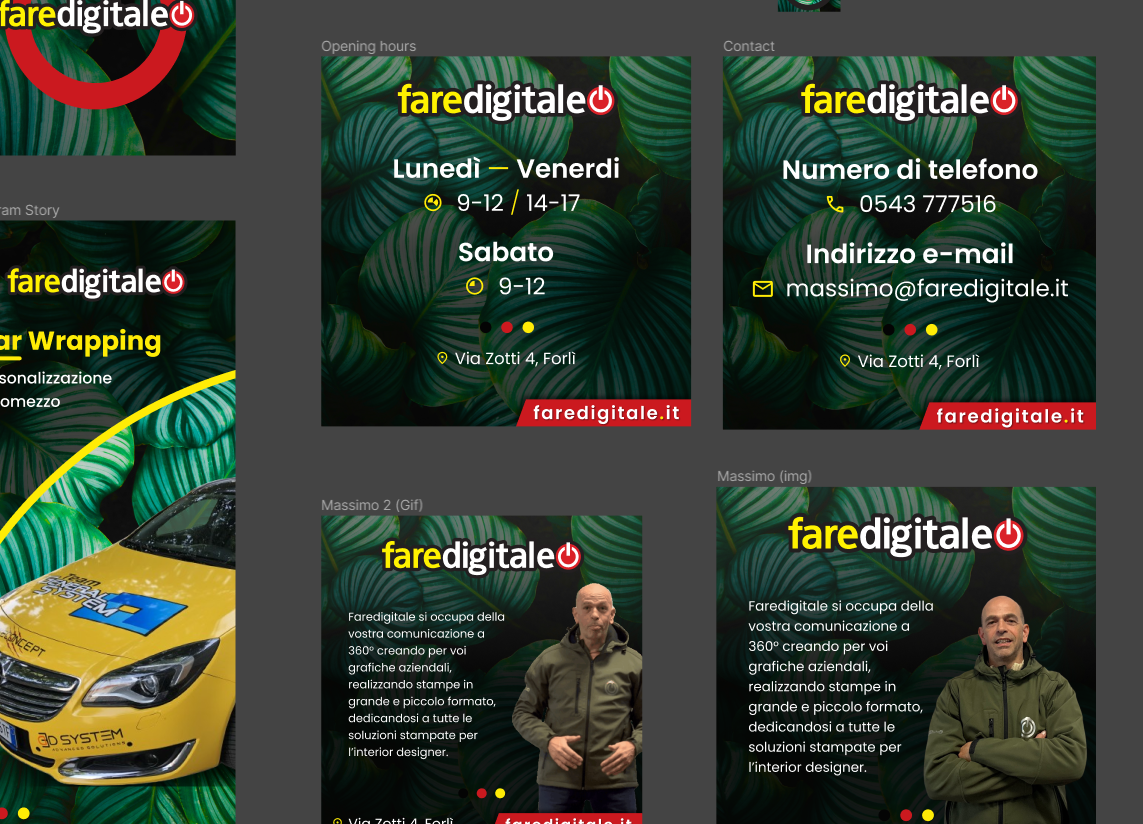 faredigitale
Opening hours
faredigitale
Lunedì — Venerdi
9-12 / 14-17
Sabato
9-12
Via Zotti 4, Forlì
faredigitale.it
Contact
faredigitale
Numero di telefono
0543 777516
Indirizzo e-mail
massimo@faredigitale.it
Via Zotti 4, Forlì
faredigitale.it
ram Story
faredigitale
ar Wrapping
sonalizzazione
omezzo
SYSTEM
CONCEPT
3D SYSTEM
ADVANCED SOLUTIONS
Massimo 2 (Gif)
faredigitale
Faredigitale si occupa della
vostra comunicazione a
360° creando per voi
grafiche aziendali,
realizzando stampe in
grande e piccolo formato,
dedicandosi a tutte le
soluzioni stampate per
l'interior designer.
Via Zotti 4, Forlì
faredigitale.it
Massimo (img)
faredigitale
Faredigitale si occupa della
vostra comunicazione a
360° creando per voi
grafiche aziendali,
realizzando stampe in
grande e piccolo formato,
dedicandosi a tutte le
soluzioni stampate per
l'interior designer.